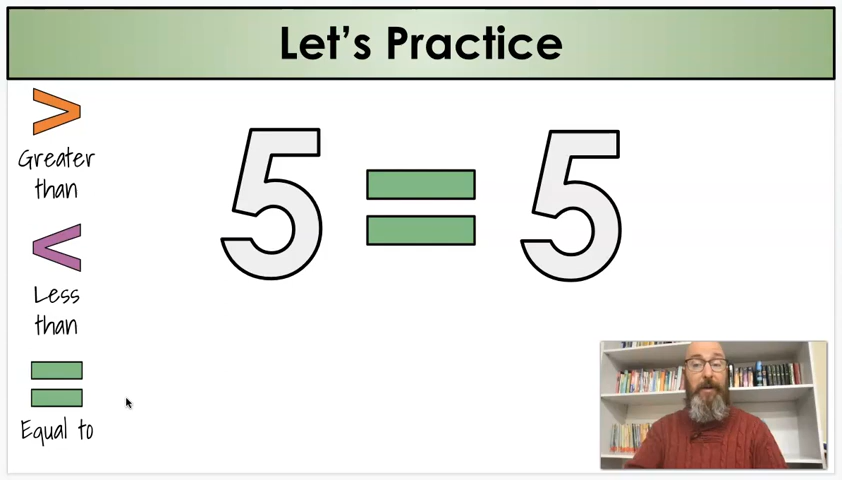 Let's Practice
>
Greater
than
5 = 5
<
Less
than
=
Equal to